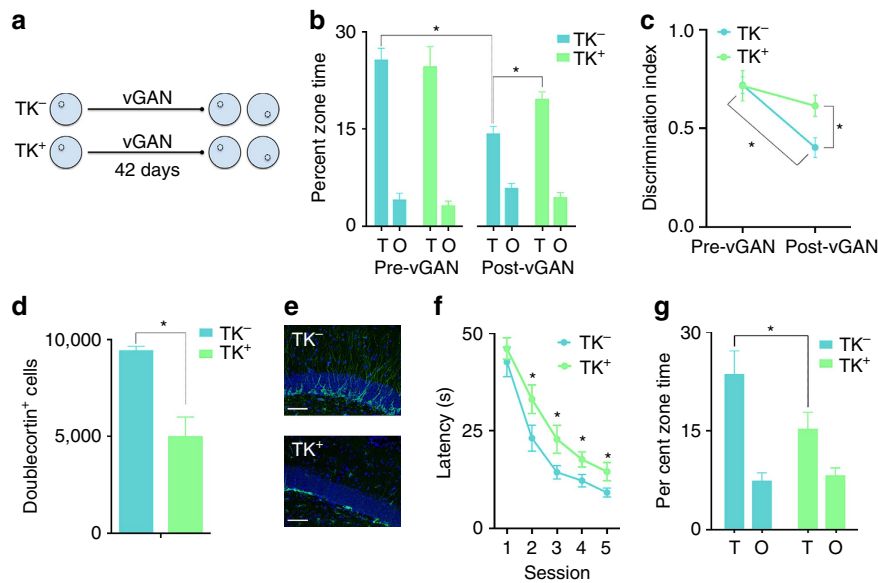 a
TK⁻
vGAN
TK⁺
vGAN
42 days
b
Percent zone time
30
15
0
*
*
TK⁻
TK⁺
T O T O T O T O
Pre-vGAN Post-vGAN
c
Discrimination index
1.0
0.5
0.0
TK⁻
TK⁺
*
*
Pre-vGAN Post-vGAN
d
Doublecortin⁺ cells
10,000
5,000
0
*
TK⁻
TK⁺
e
TK⁻
TK⁺
f
Latency (s)
50
25
0
TK⁻
TK⁺
* * * *
1 2 3 4 5
Session
g
Per cent zone time
30
15
0
*
TK⁻
TK⁺
T O T O